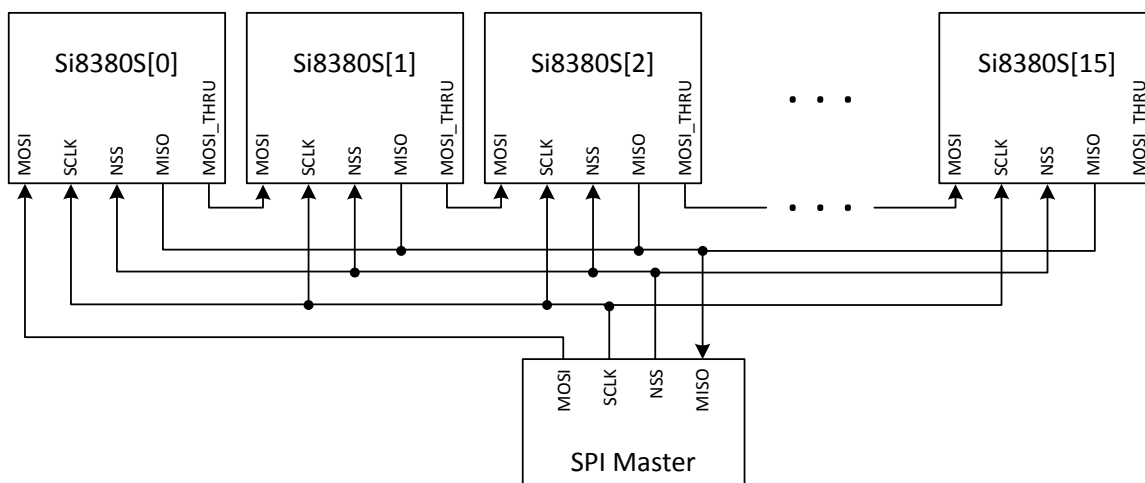 Si8380S[0]
Si8380S[1]
Si8380S[2]
Si8380S[15]
MOSI
SCLK
NSS
MISO
MOSI_THRU
MOSI
SCLK
NSS
MISO
MOSI_THRU
MOSI
SCLK
NSS
MISO
MOSI_THRU
MOSI
SCLK
NSS
MISO
MOSI_THRU
MOSI
SCLK
NSS
MISO
SPI Master